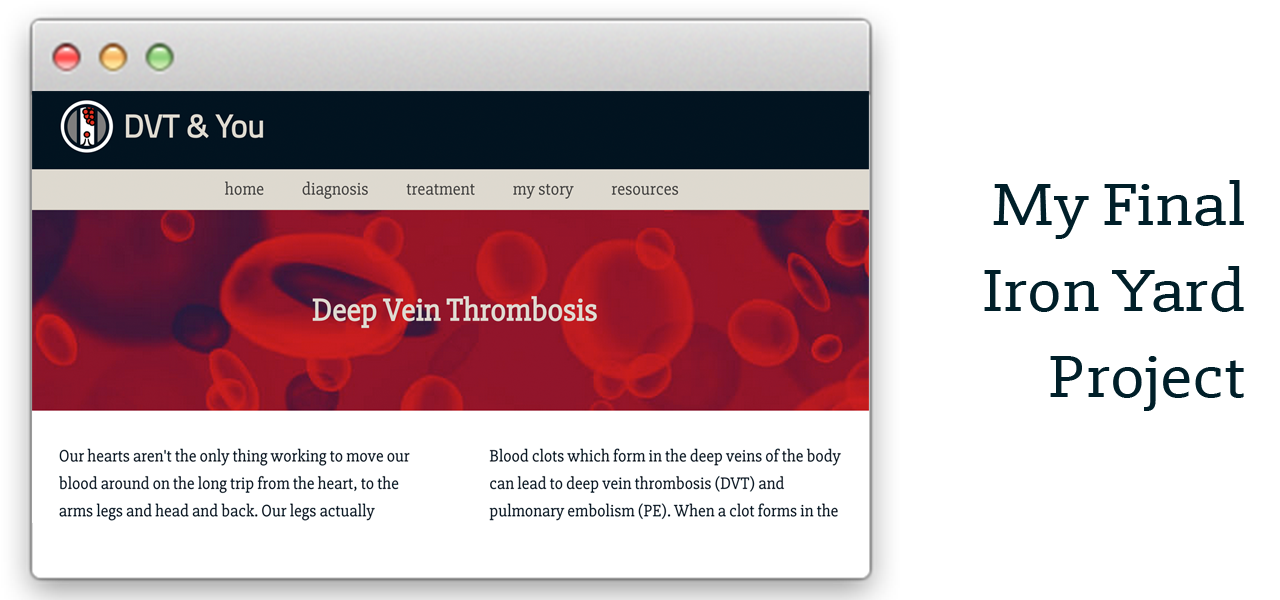 DVT & You
home diagnosis treatment my story resources
Deep Vein Thrombosis
Our hearts aren't the only thing working to move our
blood around on the long trip from the heart, to the
arms legs and head and back. Our legs actually
Blood clots which form in the deep veins of the body
can lead to deep vein thrombosis (DVT) and
pulmonary embolism (PE). When a clot forms in the
My Final
Iron Yard
Project